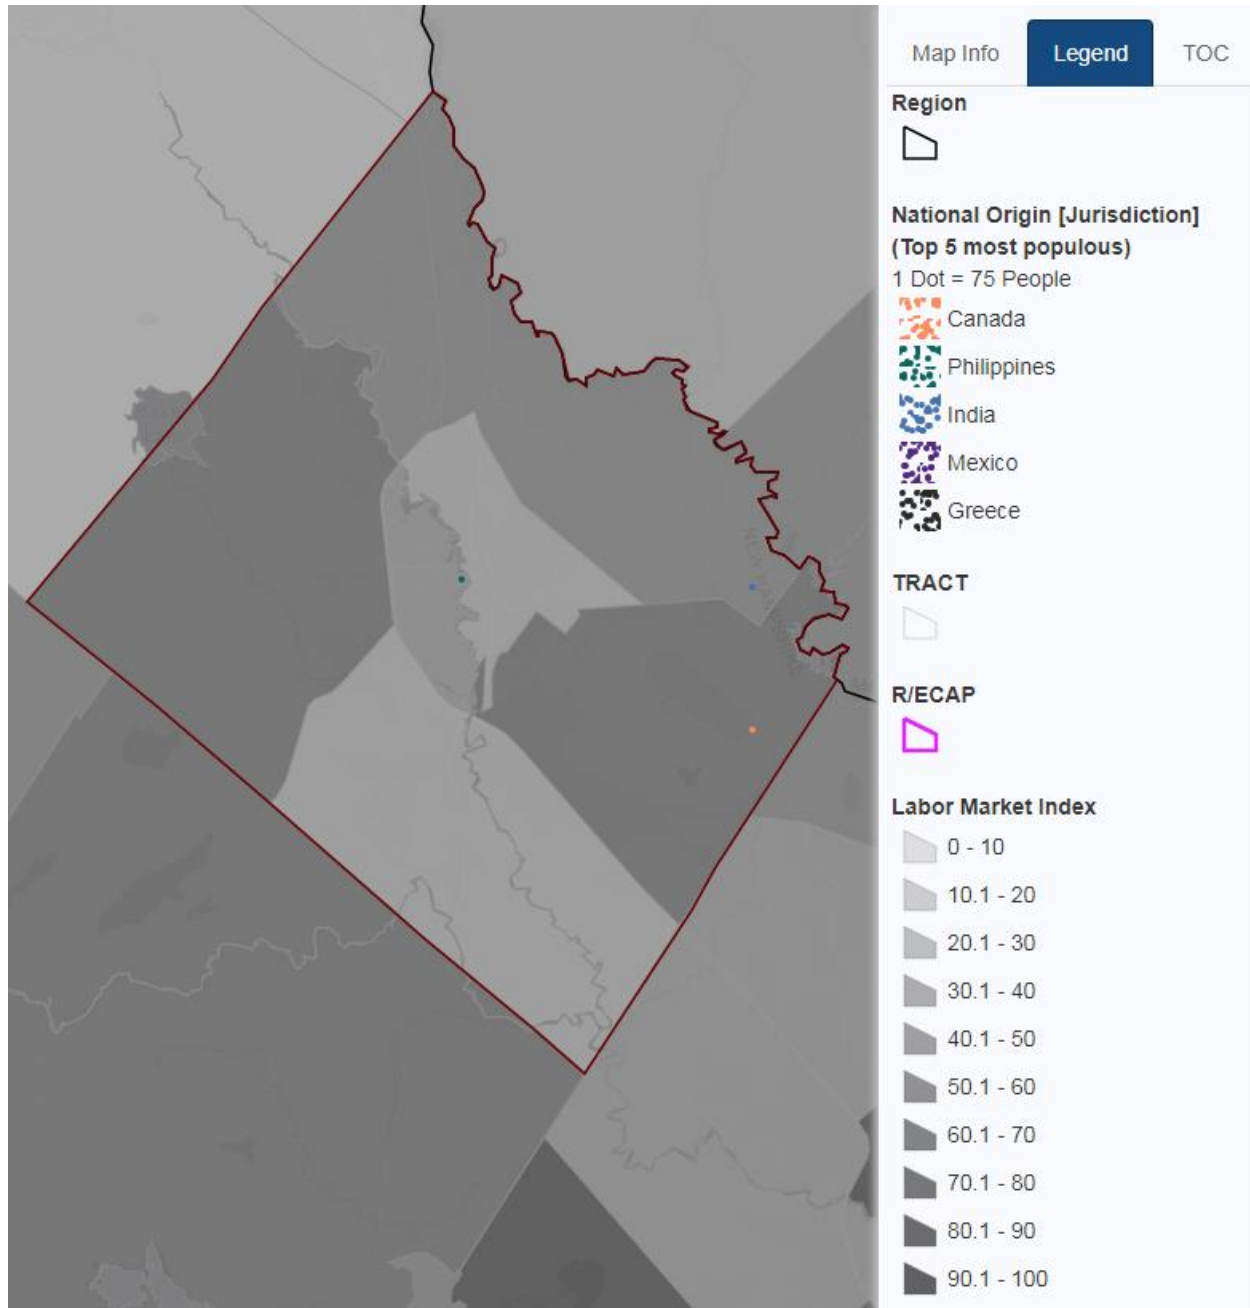 Map Info Legend TOC
Region
National Origin [Jurisdiction]
(Top 5 most populous)
1 Dot = 75 People
Canada
Philippines
India
Mexico
Greece
TRACT
R/ECAP
Labor Market Index
0 - 10
10.1 - 20
20.1 - 30
30.1 - 40
40.1 - 50
50.1 - 60
60.1 - 70
70.1 - 80
80.1 - 90
90.1 - 100